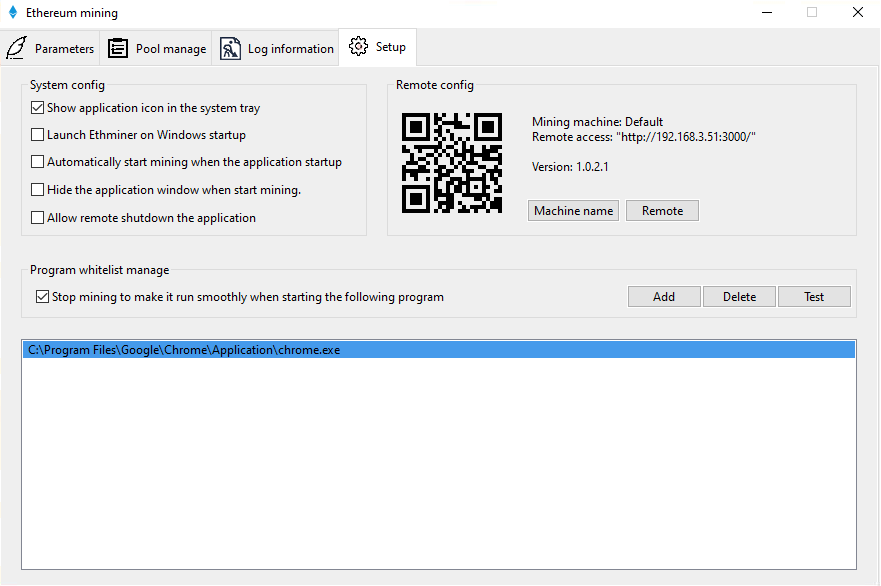 Ethereum mining
Parameters
Pool manage
Log information
Setup
System config
Show application icon in the system tray
Launch Ethminer on Windows startup
Automatically start mining when the application startup
Hide the application window when start mining.
Allow remote shutdown the application
Remote config
Mining machine: Default
Remote access: "http://192.168.3.51:3000/"
Version: 1.0.2.1
Machine name
Remote
Program whitelist manage
Stop mining to make it run smoothly when starting the following program
Add
Delete
Test
C:\Program Files\Google\Chrome\Application\chrome.exe